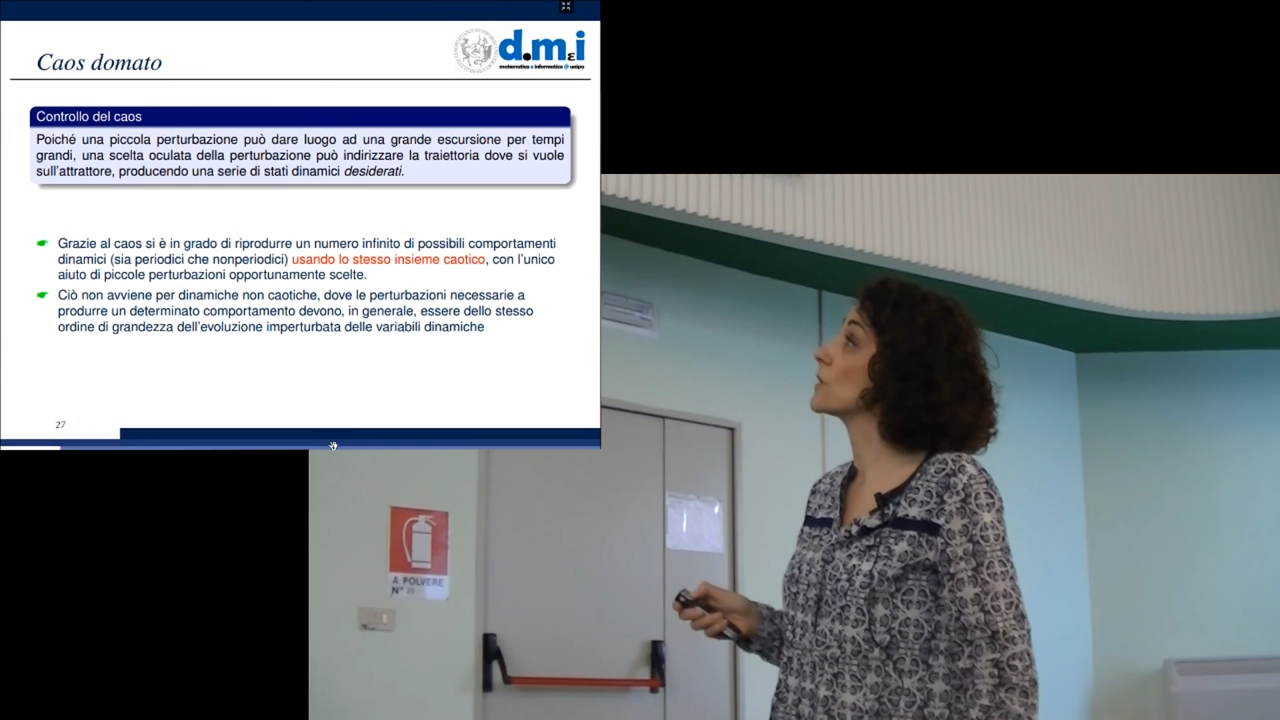 Caos domato
d.mεi
matematica e informatica @ unipa
Controllo del caos
Poiché una piccola perturbazione può dare luogo ad una grande escursione per tempi
grandi, una scelta oculata della perturbazione può indirizzare la traiettoria dove si vuole
sull'attrattore, producendo una serie di stati dinamici desiderati.
Grazie al caos si è in grado di riprodurre un numero infinito di possibili comportamenti
dinamici (sia periodici che nonperiodici) usando lo stesso insieme caotico, con l'unico
aiuto di piccole perturbazioni opportunamente scelte.
Ciò non avviene per dinamiche non caotiche, dove le perturbazioni necessarie a
produrre un determinato comportamento devono, in generale, essere dello stesso
ordine di grandezza dell'evoluzione imperturbata delle variabili dinamiche
27
A POLVERE
N°